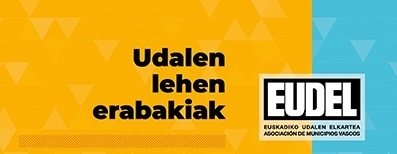 Udalen
lehen
erabakiak
EUDEL
EUSKADIKO UDALEN ELKARTEA
ASOCIACIÓN DE MUNICIPIOS VASCOS